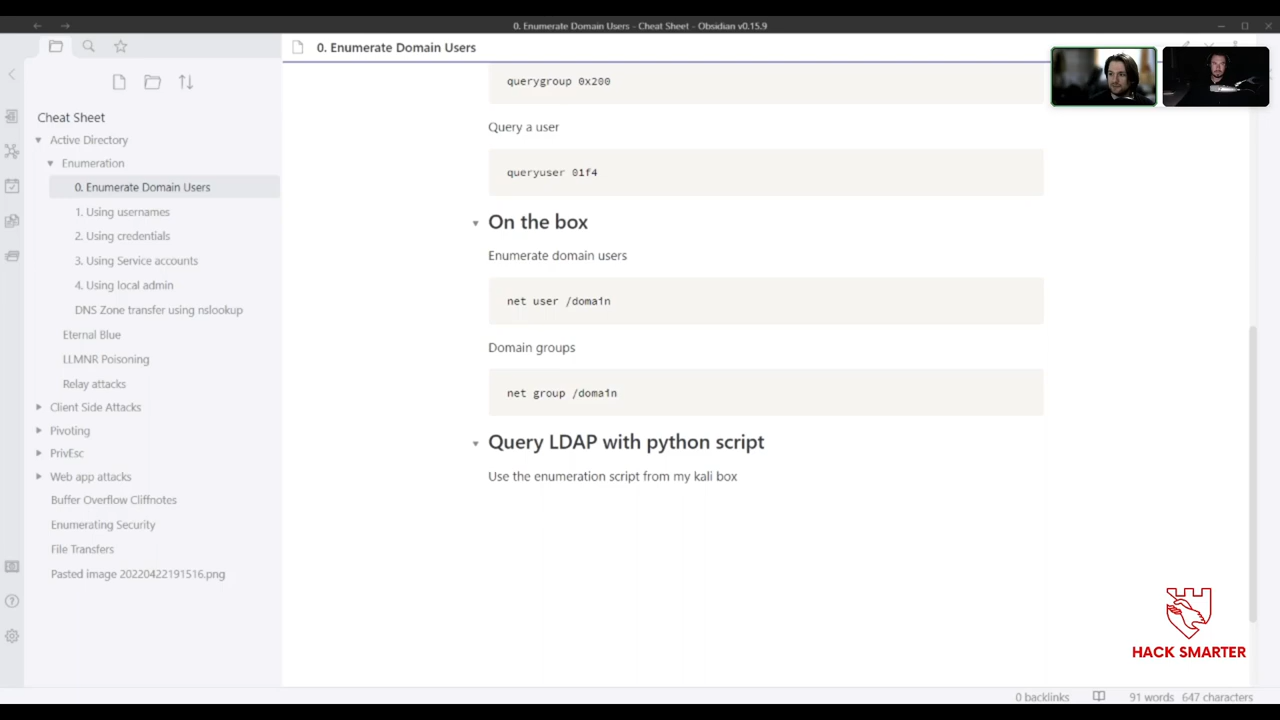 0. Enumerate Domain Users - Cheat Sheet - Obsidian v0.15.9
0. Enumerate Domain Users
Cheat Sheet
Active Directory
Enumeration
0. Enumerate Domain Users
1. Using usernames
2. Using credentials
3. Using Service accounts
4. Using local admin
DNS Zone transfer using nslookup
Eternal Blue
LLMNR Poisoning
Relay attacks
Client Side Attacks
Pivoting
PrivEsc
Web app attacks
Buffer Overflow Cliffnotes
Enumerating Security
File Transfers
Pasted image 20220422191516.png
querygroup 0x200
Query a user
queryuser 01f4
On the box
Enumerate domain users
net user /domain
Domain groups
net group /domain
Query LDAP with python script
Use the enumeration script from my kali box
HACK SMARTER
0 backlinks 91 words 647 characters